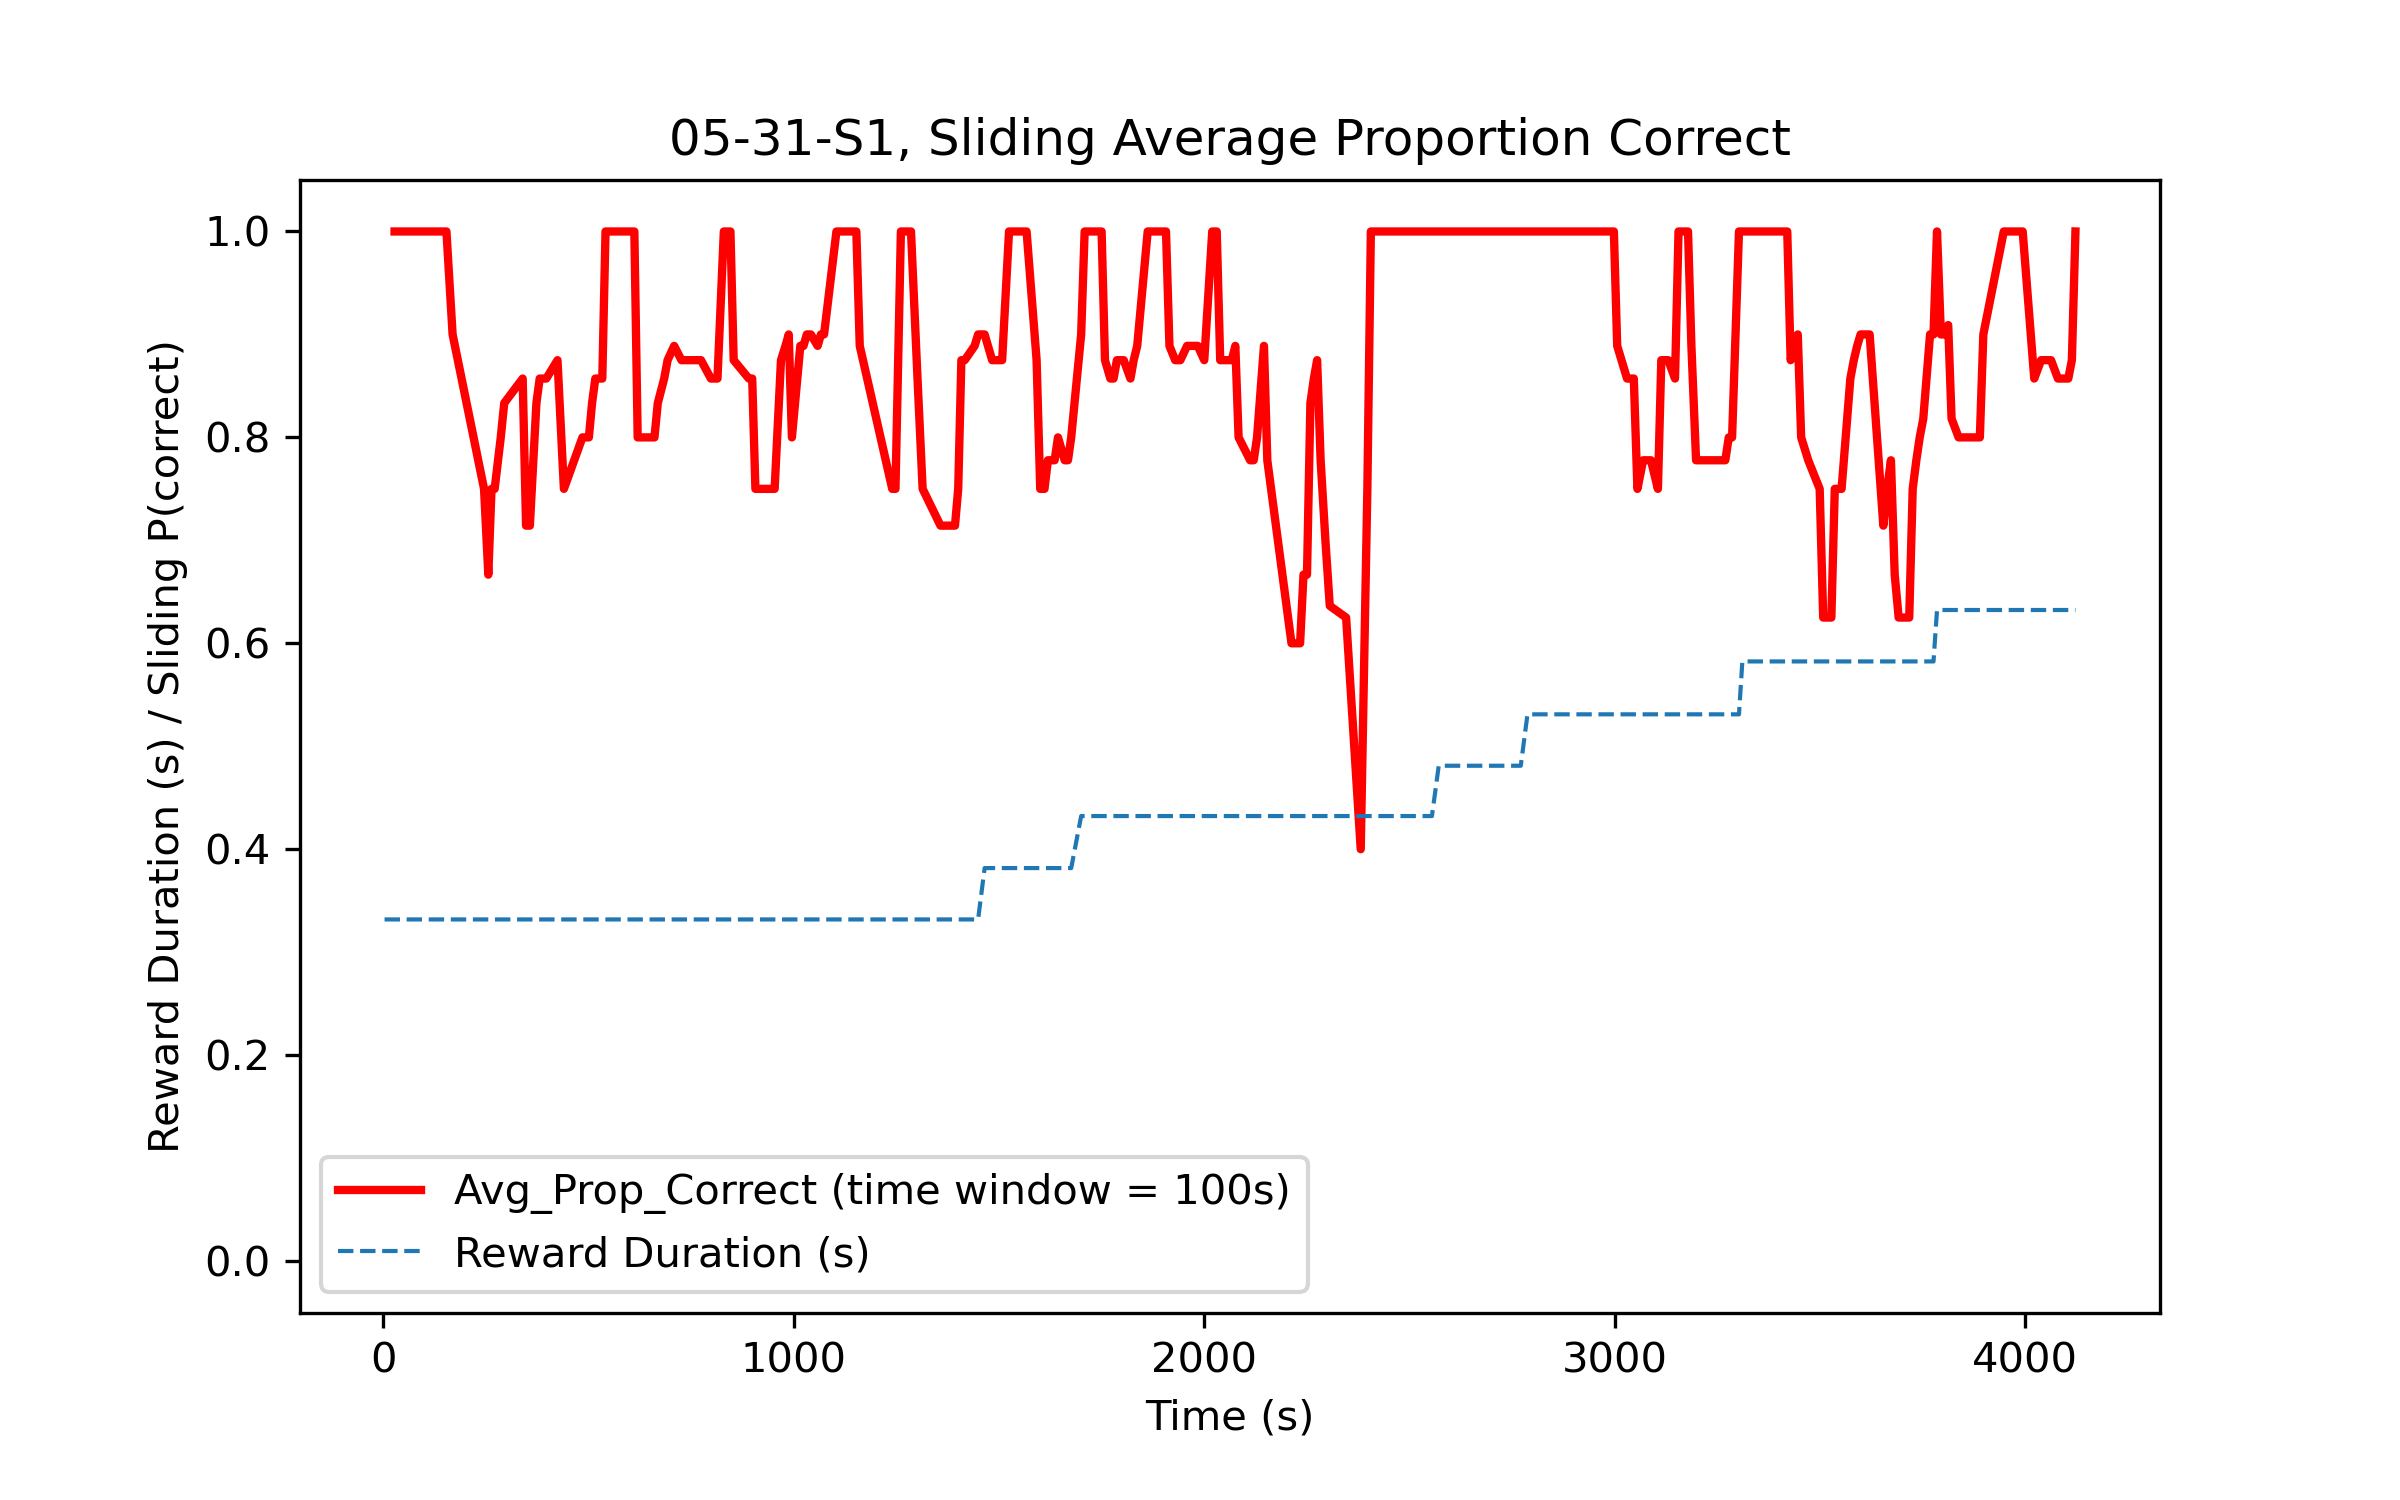 05-31-S1, Sliding Average Proportion Correct
Reward Duration (s) / Sliding P(correct)
1.0
0.8
0.6
0.4
0.2
0.0
Avg_Prop_Correct (time window = 100s)
Reward Duration (s)
0 1000 2000 3000 4000
Time (s)